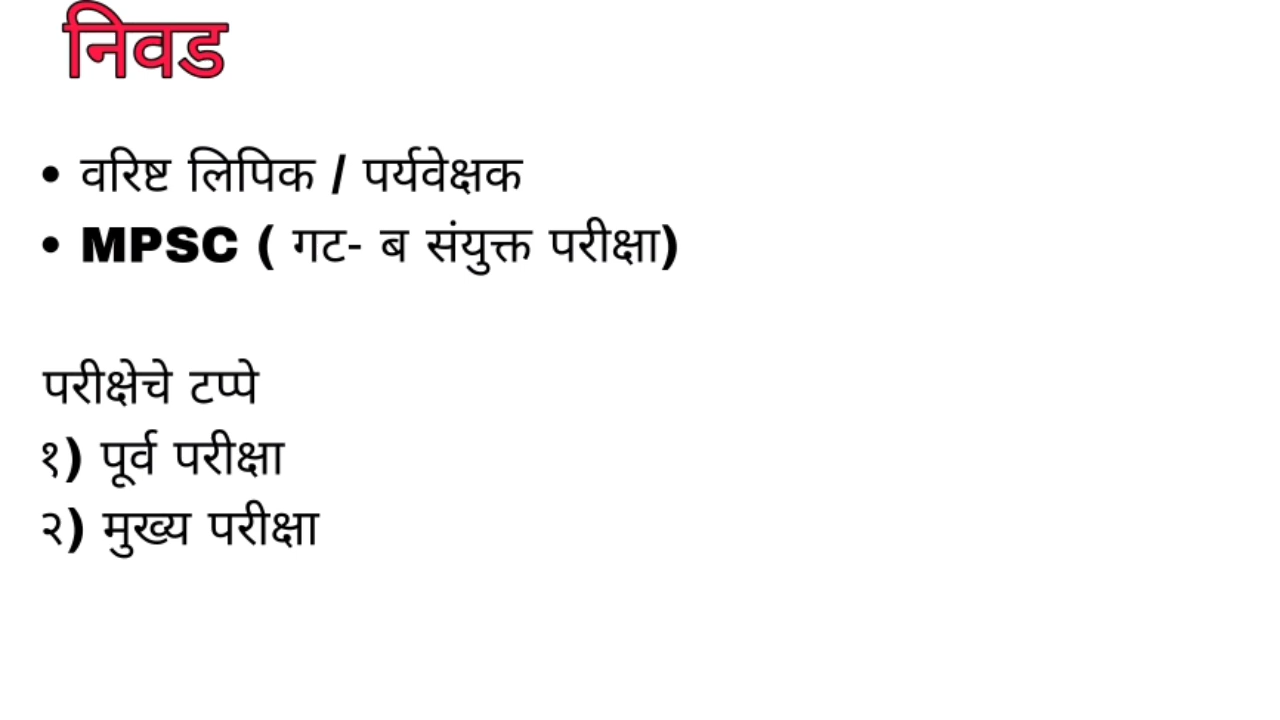 निवड
• वरिष्ट लिपिक / पर्यवेक्षक
• MPSC ( गट- ब संयुक्त परीक्षा)
परीक्षेचे टप्पे
१) पूर्व परीक्षा
२) मुख्य परीक्षा